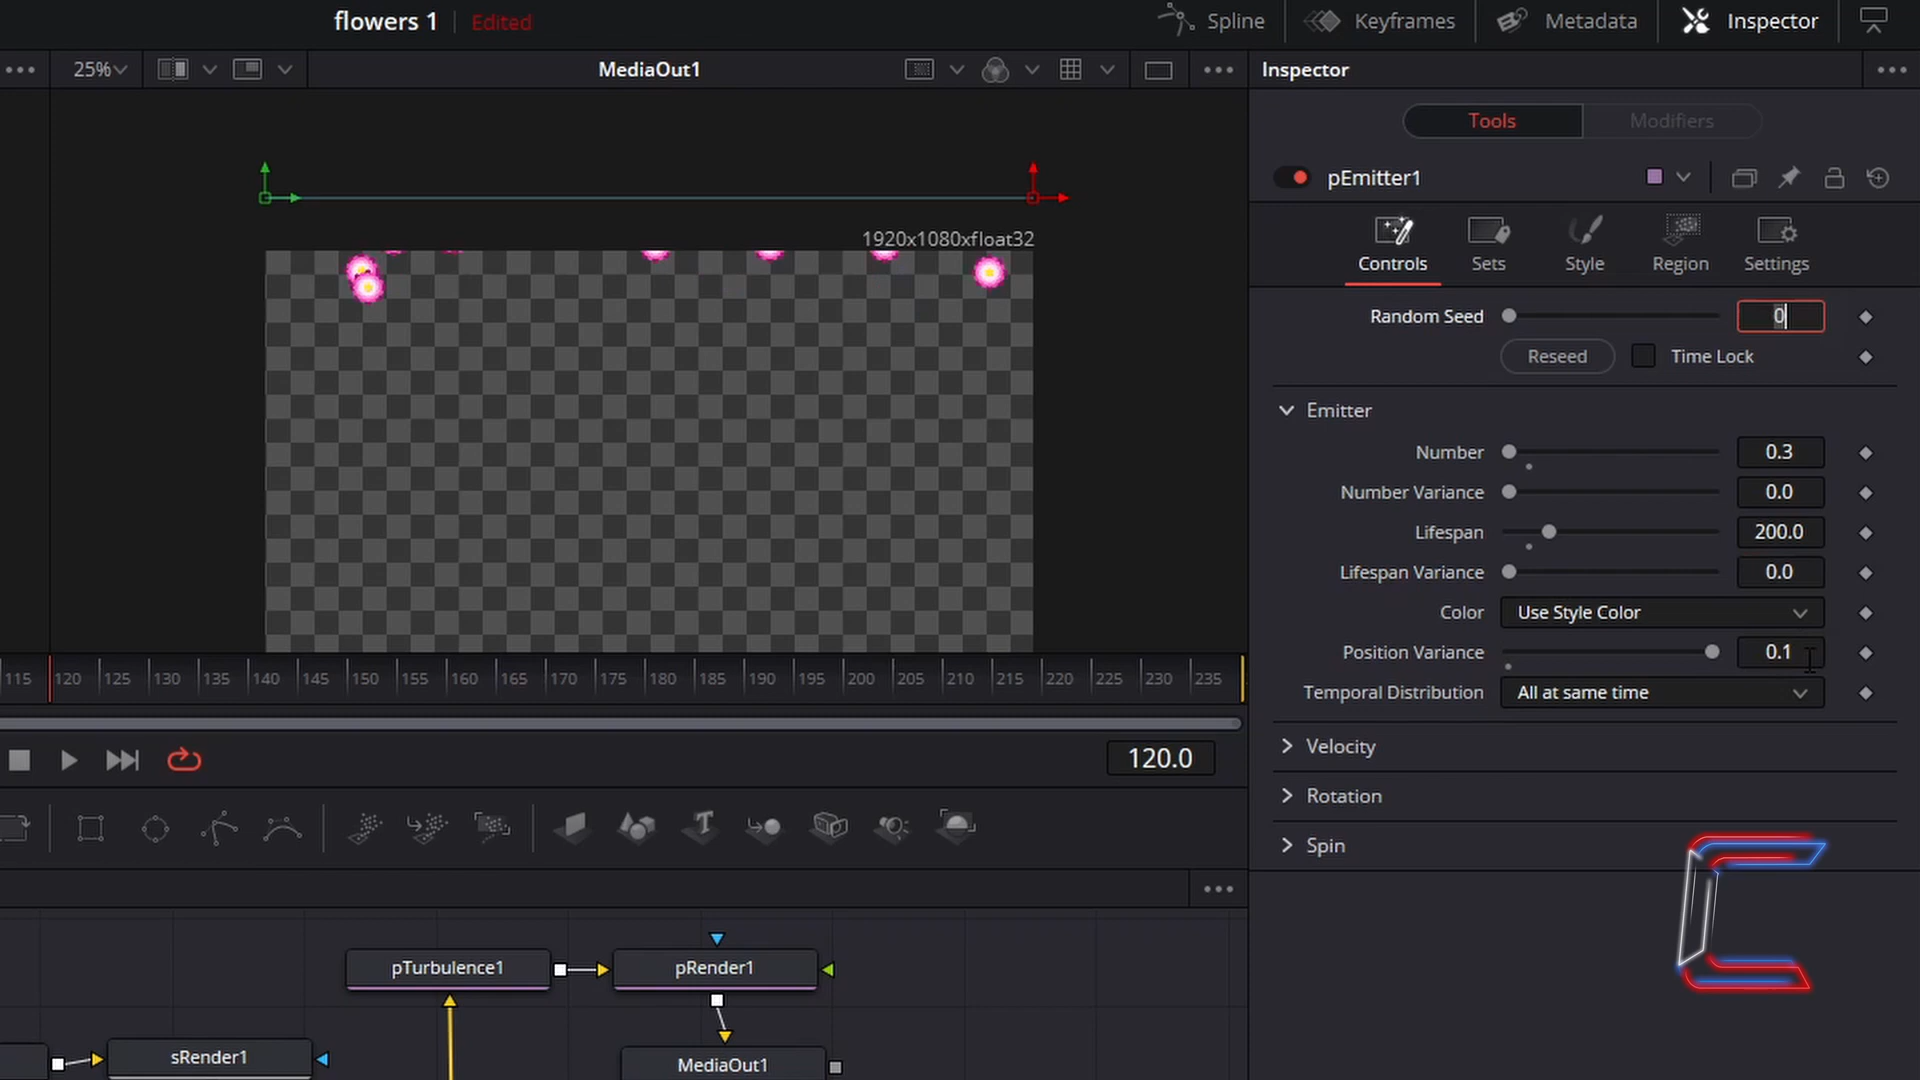 flowers 1 Edited Spline Keyframes Metadata Inspector
25% MediaOut1 Inspector
Tools Modifiers
pEmitter1
1920x1080xfloat32
Controls Sets Style Region Settings
Random Seed 0
Reseed Time Lock
Emitter
Number 0.3
Number Variance 0.0
Lifespan 200.0
Lifespan Variance 0.0
Color Use Style Color
Position Variance 0.1
Temporal Distribution All at same time
115 120 125 130 135 140 145 150 155 160 165 170 175 180 185 190 195 200 205 210 215 220 225 230 235
Velocity
120.0
Rotation
Spin
pTurbulence1 pRender1
sRender1 MediaOut1